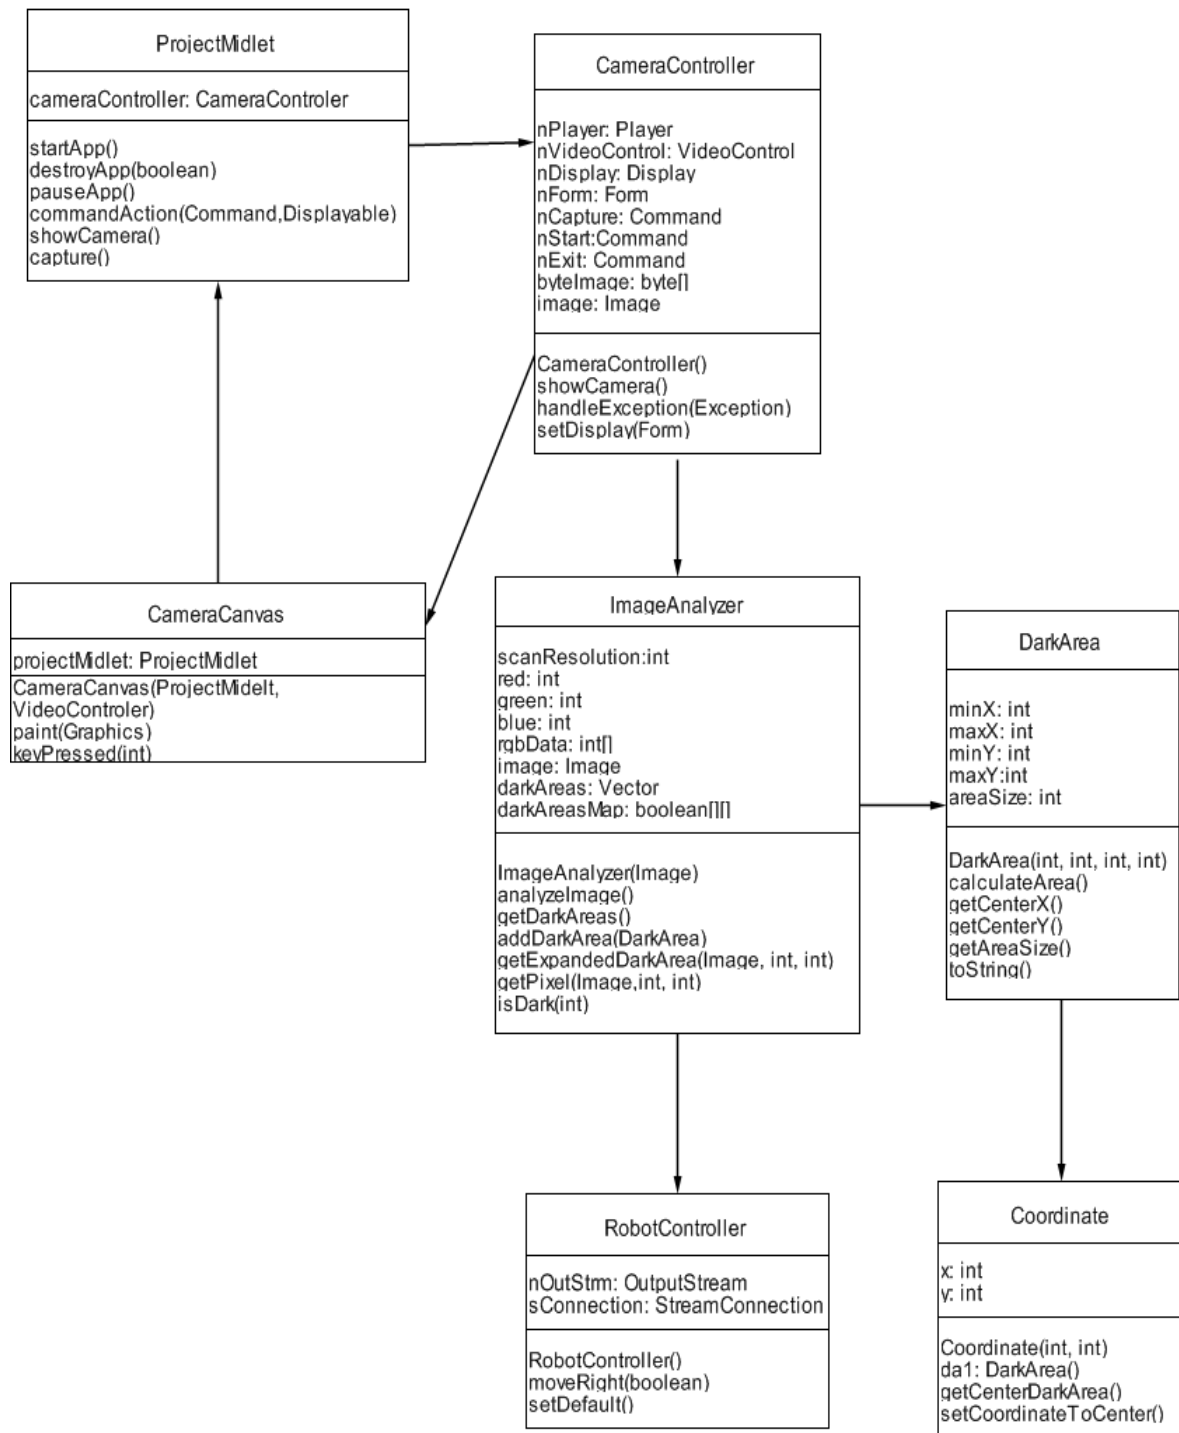 ProjectMidlet
cameraController: CameraControler
startApp()
destroyApp(boolean)
pauseApp()
commandAction(Command,Displayable)
showCamera()
capture()
CameraController
nPlayer: Player
nVideoControl: VideoControl
nDisplay: Display
nForm: Form
nCapture: Command
nStart:Command
nExit: Command
byteImage: byte[]
image: Image
CameraController()
showCamera()
handleException(Exception)
setDisplay(Form)
CameraCanvas
projectMidlet: ProjectMidlet
CameraCanvas(ProjectMidelt,
VideoControler)
paint(Graphics)
keyPressed(int)
ImageAnalyzer
scanResolution:int
red: int
green: int
blue: int
rgbData: int[]
image: Image
darkAreas: Vector
darkAreasMap: boolean[][]
ImageAnalyzer(Image)
analyzeImage()
getDarkAreas()
addDarkArea(DarkArea)
getExpandedDarkArea(Image, int, int)
getPixel(Image,int, int)
isDark(int)
DarkArea
minX: int
maxX: int
minY: int
maxY:int
areaSize: int
DarkArea(int, int, int, int)
calculateArea()
getCenterX()
getCenterY()
getAreaSize()
toString()
RobotController
nOutStrm: OutputStream
sConnection: StreamConnection
RobotController()
moveRight(boolean)
setDefault()
Coordinate
x: int
y: int
Coordinate(int, int)
da1: DarkArea()
getCenterDarkArea()
setCoordinateToCenter()